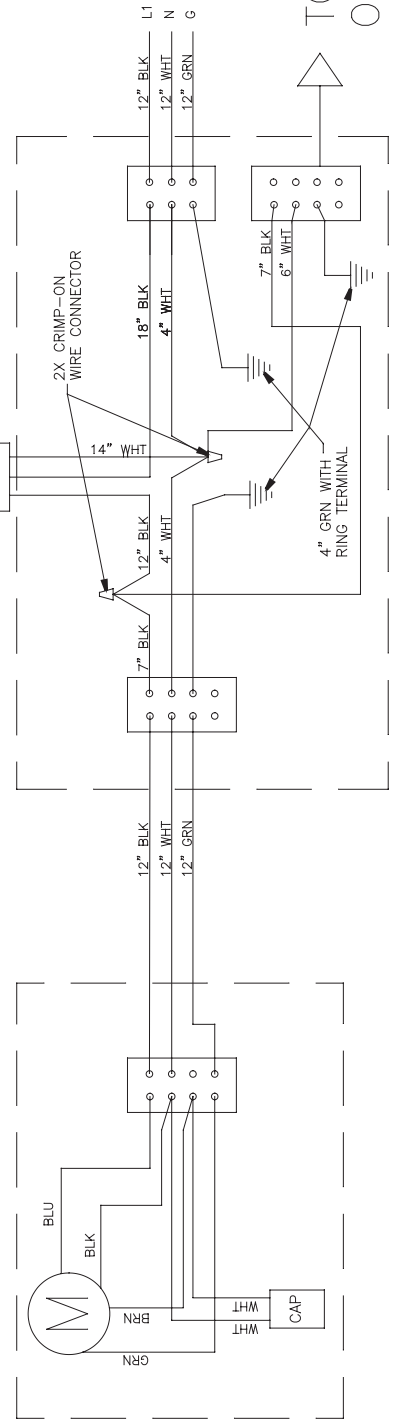 12" BLK
L1
12" WHT
N
12" GRN
G
2X CRIMP-ON
WIRE CONNECTOR
18" BLK
4" WHT
14" WHT
7" BLK
6" WHT
4" GRN WITH
RING TERMINAL
12" BLK
4" WHT
7" BLK
12" BLK
12" WHT
12" GRN
BLU
BLK
M
BRN
GRN
WHT
WHT
CAP